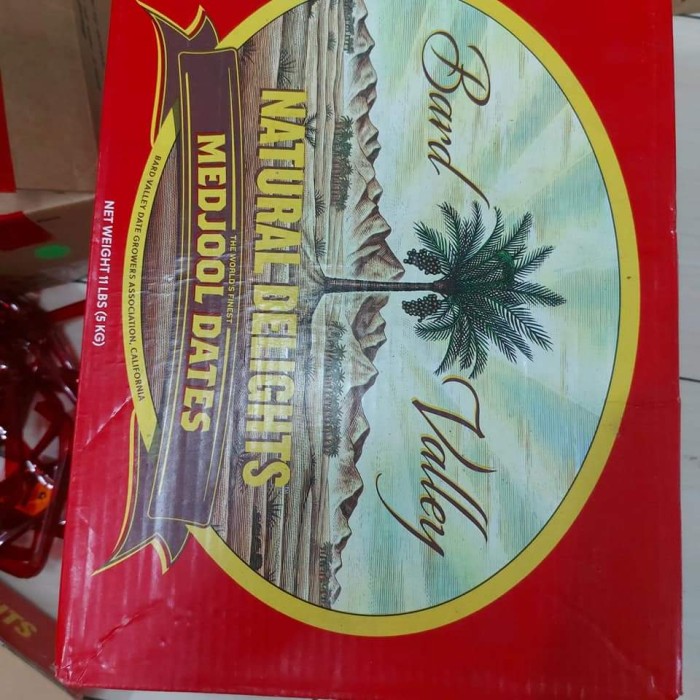 Bard Valley
NATURAL DELIGHTS
THE WORLD'S FINEST
MEDJOOL DATES
BARD VALLEY DATE GROWERS ASSOCIATION, CALIFORNIA
NET WEIGHT 11 LBS (5 KG)